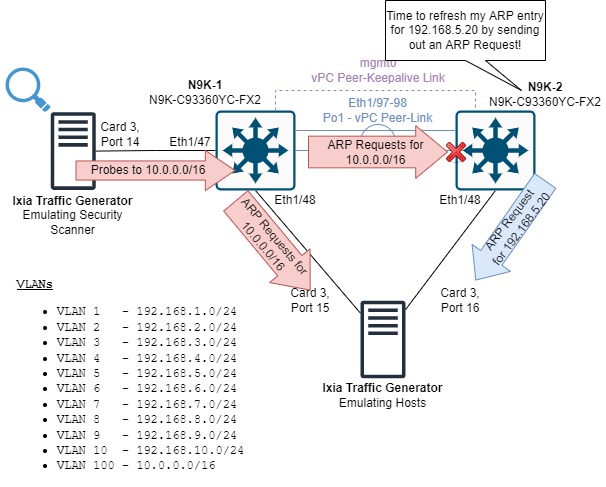 Time to refresh my ARP entry
for 192.168.5.20 by sending
out an ARP Request!
mgmt0
vPC Peer-Keepalive Link
N9K-1
N9K-C93360YC-FX2
N9K-2
N9K-C93360YC-FX2
Eth1/97-98
Po1 - vPC Peer-Link
Card 3,
Port 14
Eth1/47
ARP Requests for
10.0.0.0/16
Probes to 10.0.0.0/16
Ixia Traffic Generator
Emulating Security
Scanner
Eth1/48
Eth1/48
ARP Requests for
10.0.0.0/16
ARP Request
for 192.168.5.20
Card 3,
Port 15
Card 3,
Port 16
Ixia Traffic Generator
Emulating Hosts
VLANs
• VLAN 1 - 192.168.1.0/24
• VLAN 2 - 192.168.2.0/24
• VLAN 3 - 192.168.3.0/24
• VLAN 4 - 192.168.4.0/24
• VLAN 5 - 192.168.5.0/24
• VLAN 6 - 192.168.6.0/24
• VLAN 7 - 192.168.7.0/24
• VLAN 8 - 192.168.8.0/24
• VLAN 9 - 192.168.9.0/24
• VLAN 10 - 192.168.10.0/24
• VLAN 100 - 10.0.0.0/16